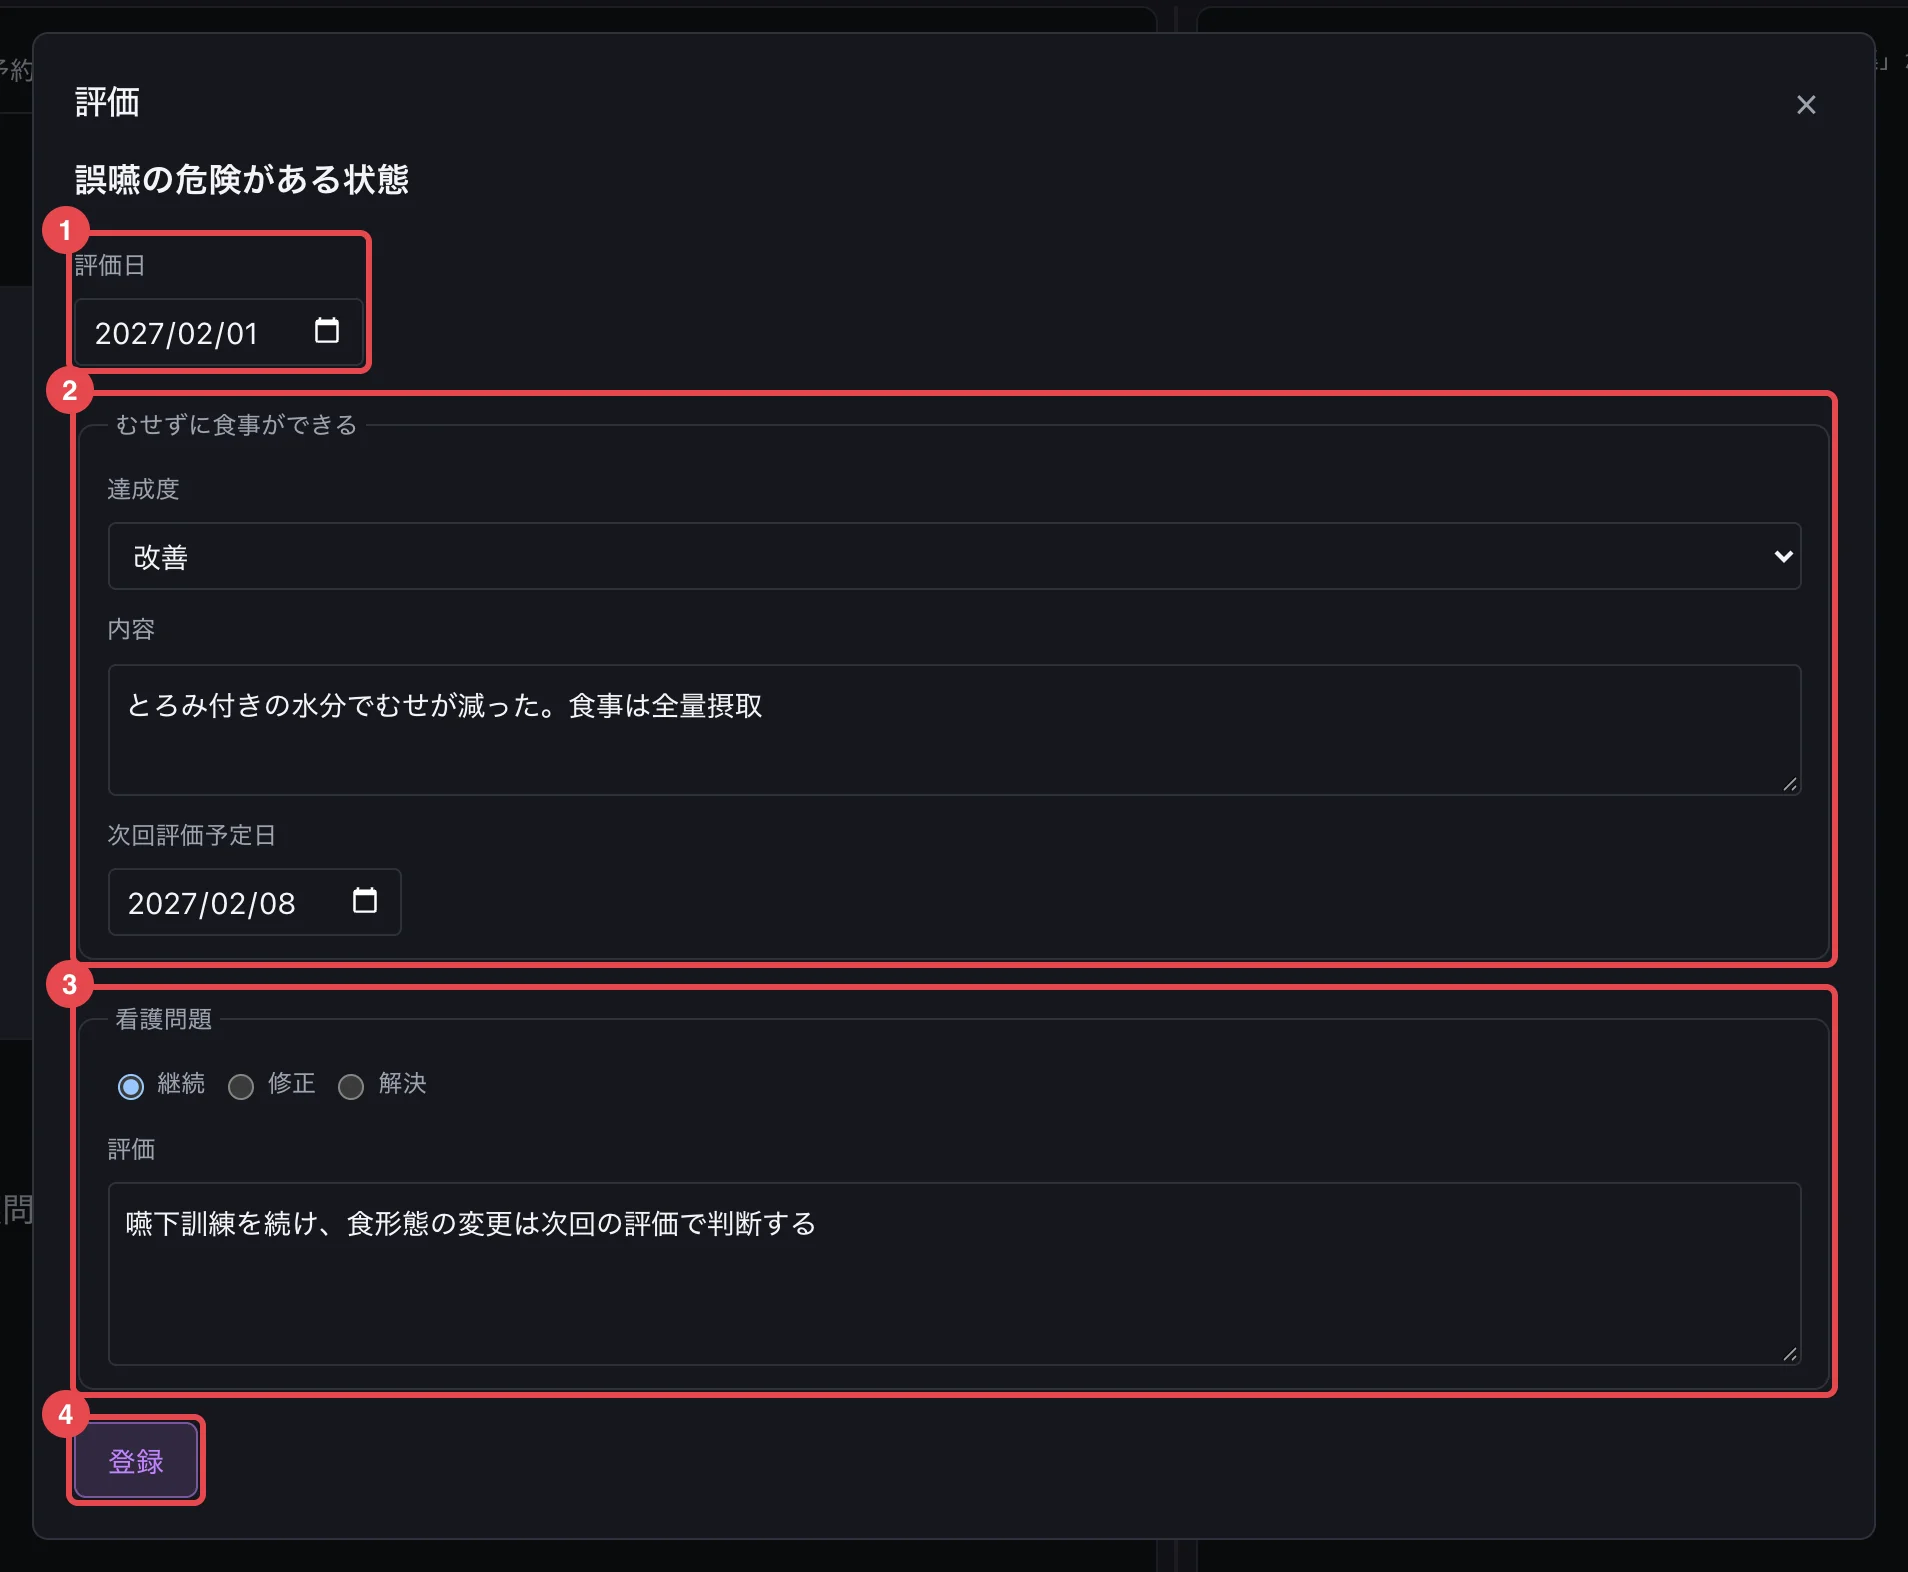 予約
評価
誤嚥の危険がある状態
1
評価日
2027/02/01
2
むせずに食事ができる
達成度
改善
内容
とろみ付きの水分でむせが減った。食事は全量摂取
次回評価予定日
2027/02/08
3
看護問題
継続 修正 解決
評価
嚥下訓練を続け、食形態の変更は次回の評価で判断する
問
4
登録